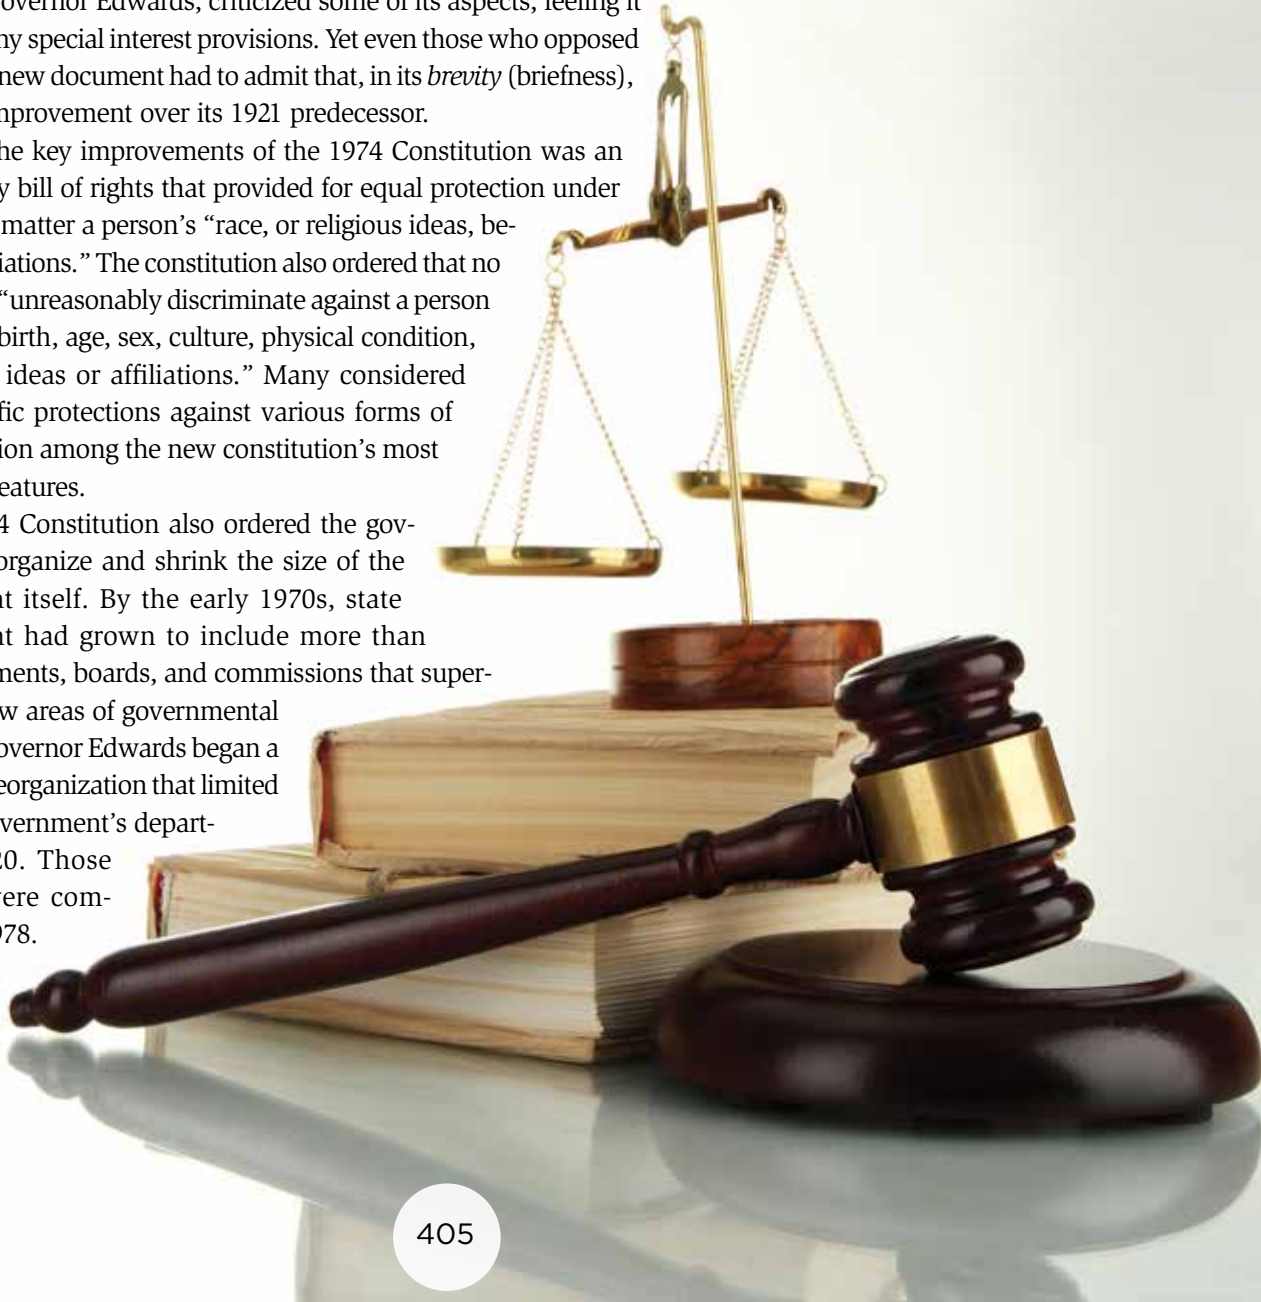 overnor Edwards, criticized some of its aspects, feeling it
ny special interest provisions. Yet even those who opposed
new document had to admit that, in its brevity (briefness),
mprovement over its 1921 predecessor.
he key improvements of the 1974 Constitution was an
y bill of rights that provided for equal protection under
matter a person’s “race, or religious ideas, be-
iations.” The constitution also ordered that no
“unreasonably discriminate against a person
birth, age, sex, culture, physical condition,
ideas or affiliations.” Many considered
fic protections against various forms of
ion among the new constitution’s most
eatures.
4 Constitution also ordered the gov-
organize and shrink the size of the
nt itself. By the early 1970s, state
nt had grown to include more than
ments, boards, and commissions that super-
w areas of governmental
overnor Edwards began a
eorganization that limited
vernment’s depart-
20. Those
vere com-
978.
405